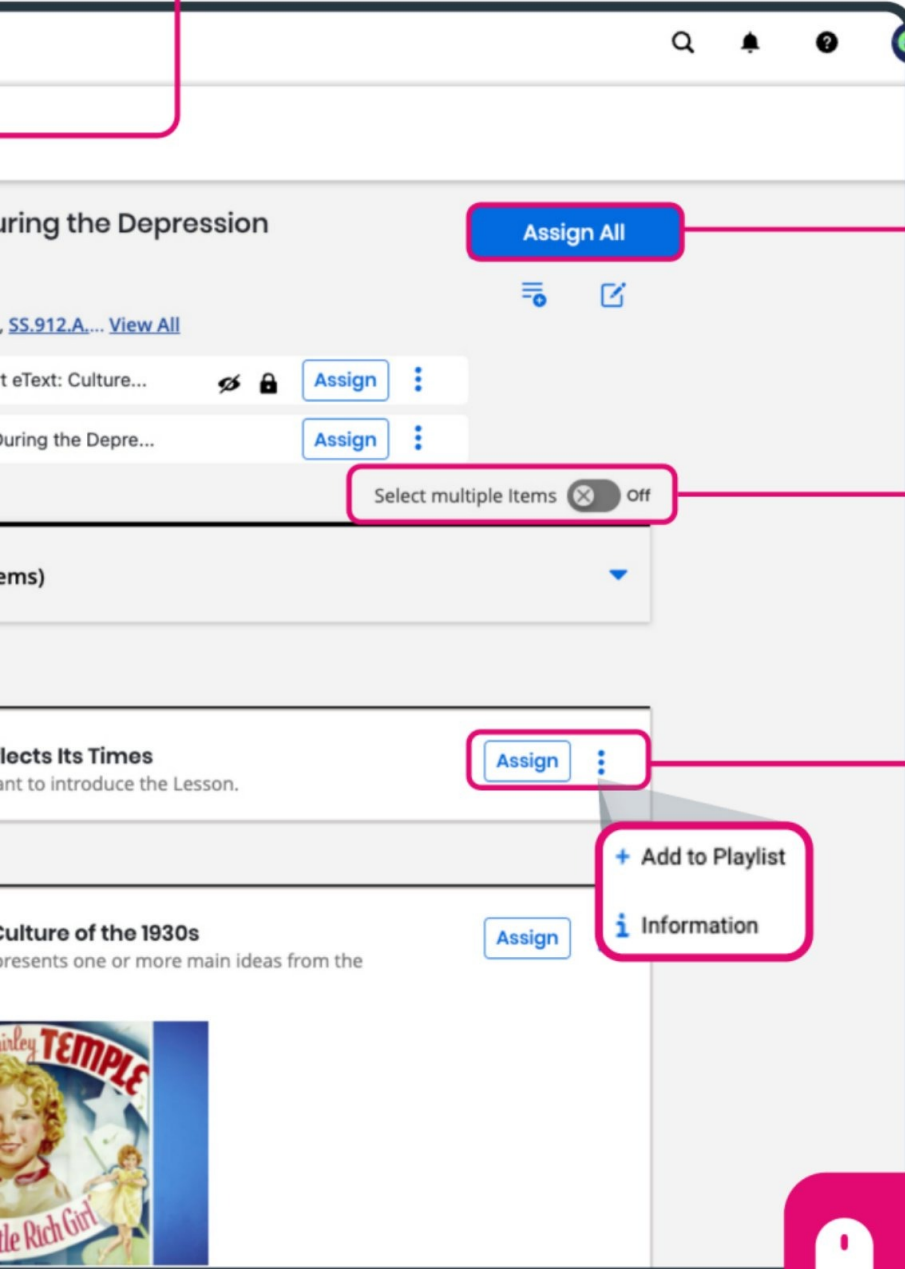 uring the Depression
Assign All
, SS.912.A.... View All
t eText: Culture...
Assign
During the Depre...
Assign
Select multiple Items
Off
ems)
lects Its Times
Assign
ant to introduce the Lesson.
+ Add to Playlist
Culture of the 1930s
Assign
i Information
presents one or more main ideas from the
irley TEMPLE
tle Rich Girl